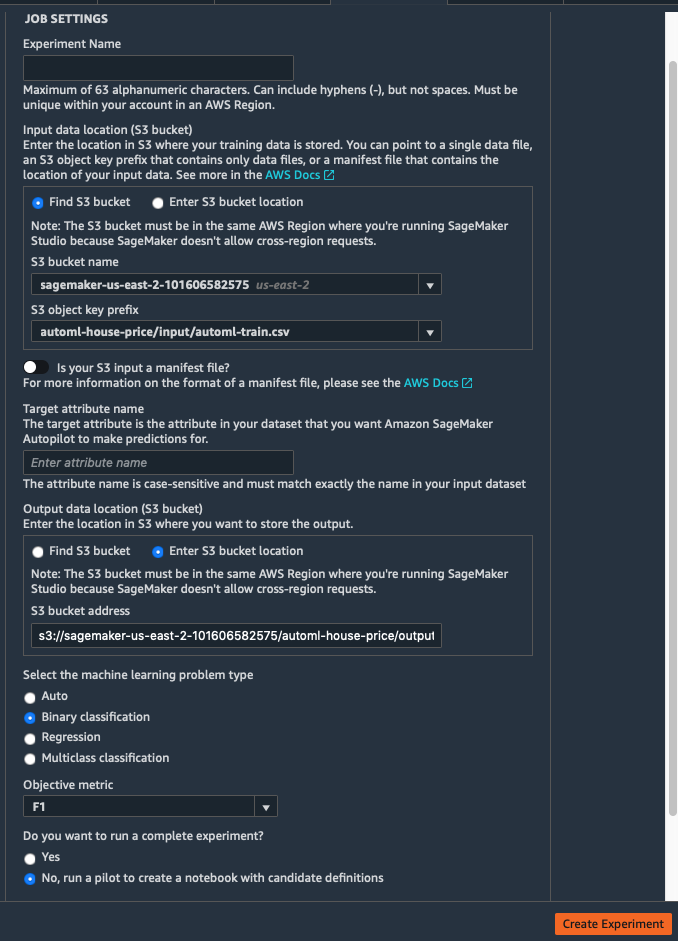 JOB SETTINGS
Experiment Name
Maximum of 63 alphanumeric characters. Can include hyphens (-), but not spaces. Must be
unique within your account in an AWS Region.
Input data location (S3 bucket)
Enter the location in S3 where your training data is stored. You can point to a single data file,
an S3 object key prefix that contains only data files, or a manifest file that contains the
location of your input data. See more in the AWS Docs
Find S3 bucket Enter S3 bucket location
Note: The S3 bucket must be in the same AWS Region where you're running SageMaker
Studio because SageMaker doesn't allow cross-region requests.
S3 bucket name
sagemaker-us-east-2-101606582575 us-east-2
S3 object key prefix
automl-house-price/input/automl-train.csv
Is your S3 input a manifest file?
For more information on the format of a manifest file, please see the AWS Docs
Target attribute name
The target attribute is the attribute in your dataset that you want Amazon SageMaker
Autopilot to make predictions for.
Enter attribute name
The attribute name is case-sensitive and must match exactly the name in your input dataset
Output data location (S3 bucket)
Enter the location in S3 where you want to store the output.
Find S3 bucket Enter S3 bucket location
Note: The S3 bucket must be in the same AWS Region where you're running SageMaker
Studio because SageMaker doesn't allow cross-region requests.
S3 bucket address
s3://sagemaker-us-east-2-101606582575/automl-house-price/output
Select the machine learning problem type
Auto
Binary classification
Regression
Multiclass classification
Objective metric
F1
Do you want to run a complete experiment?
Yes
No, run a pilot to create a notebook with candidate definitions
Create Experiment